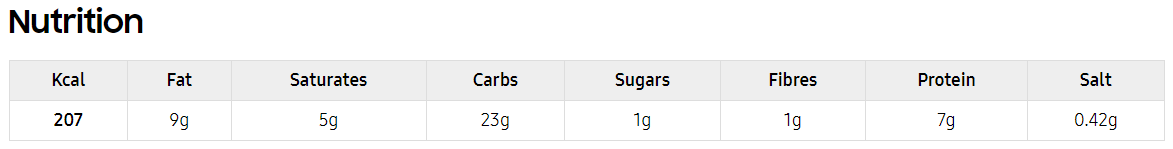 Nutrition
Kcal Fat Saturates Carbs Sugars Fibres Protein Salt
207 9g 5g 23g 1g 1g 7g 0.42g